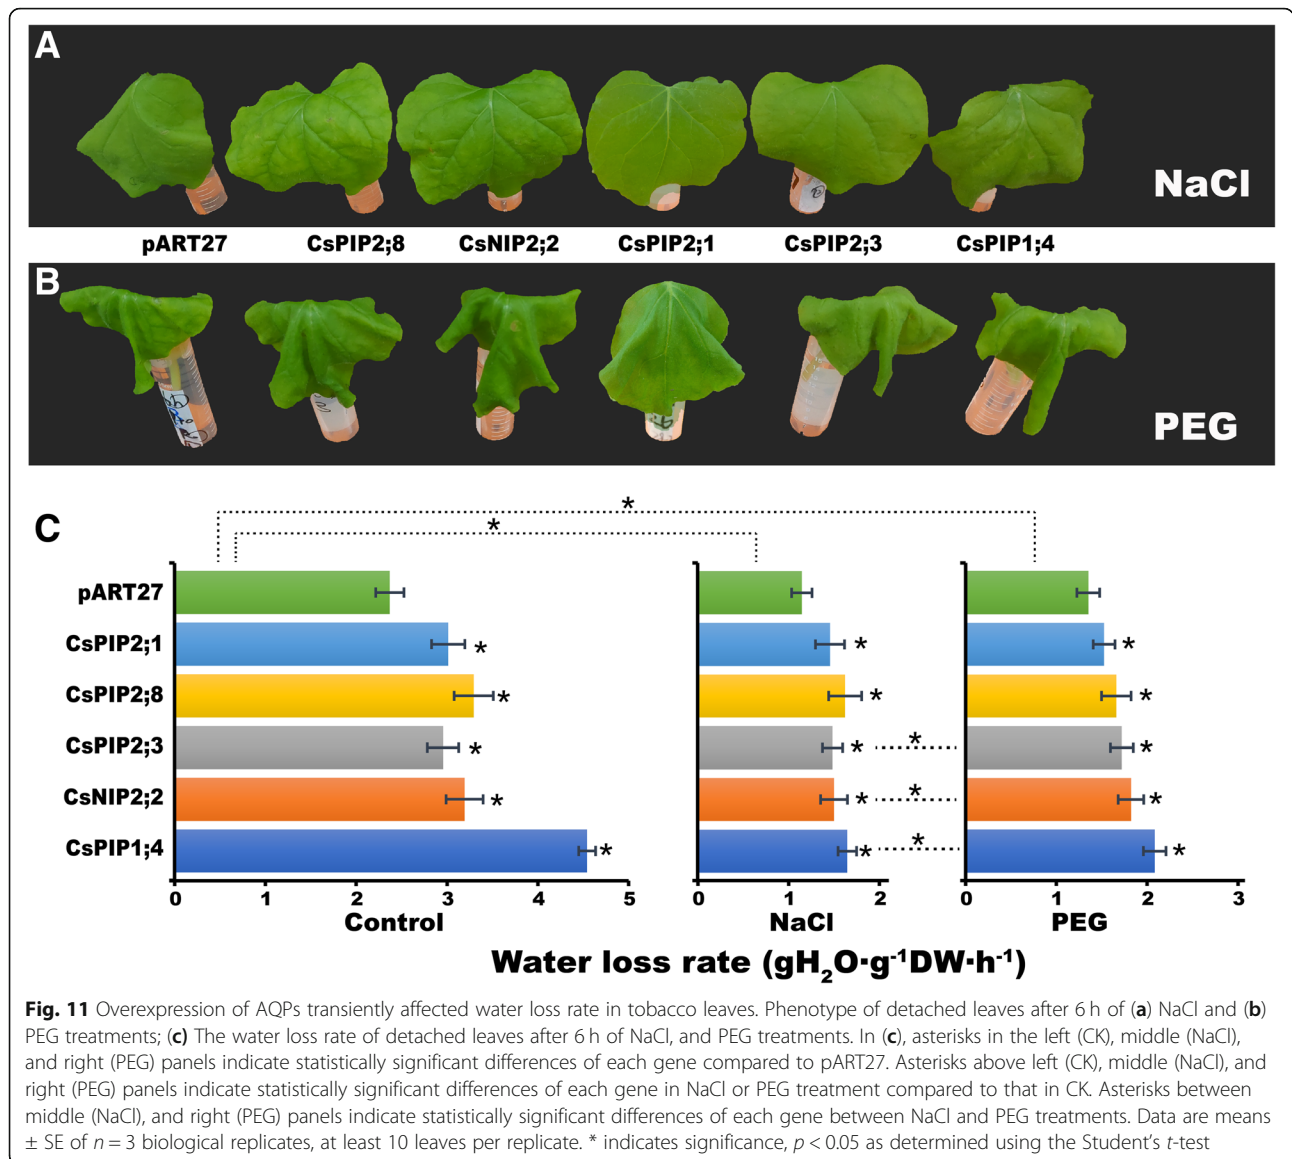 A
NaCl
pART27 CsPIP2;8 CsNIP2;2 CsPIP2;1 CsPIP2;3 CsPIP1;4
B
PEG
C
* 
*
pART27
CsPIP2;1 * * *
CsPIP2;8 * * *
CsPIP2;3 * * * *
CsNIP2;2 * * * *
CsPIP1;4 * * * *
0 1 2 3 4 5 0 1 2 0 1 2 3
Control NaCl PEG
Water loss rate (gH₂O·g⁻¹DW·h⁻¹)
Fig. 11 Overexpression of AQPs transiently affected water loss rate in tobacco leaves. Phenotype of detached leaves after 6 h of (a) NaCl and (b)
PEG treatments; (c) The water loss rate of detached leaves after 6 h of NaCl, and PEG treatments. In (c), asterisks in the left (CK), middle (NaCl),
and right (PEG) panels indicate statistically significant differences of each gene compared to pART27. Asterisks above left (CK), middle (NaCl), and
right (PEG) panels indicate statistically significant differences of each gene in NaCl or PEG treatment compared to that in CK. Asterisks between
middle (NaCl), and right (PEG) panels indicate statistically significant differences of each gene between NaCl and PEG treatments. Data are means
± SE of n = 3 biological replicates, at least 10 leaves per replicate. * indicates significance, p < 0.05 as determined using the Student's t-test